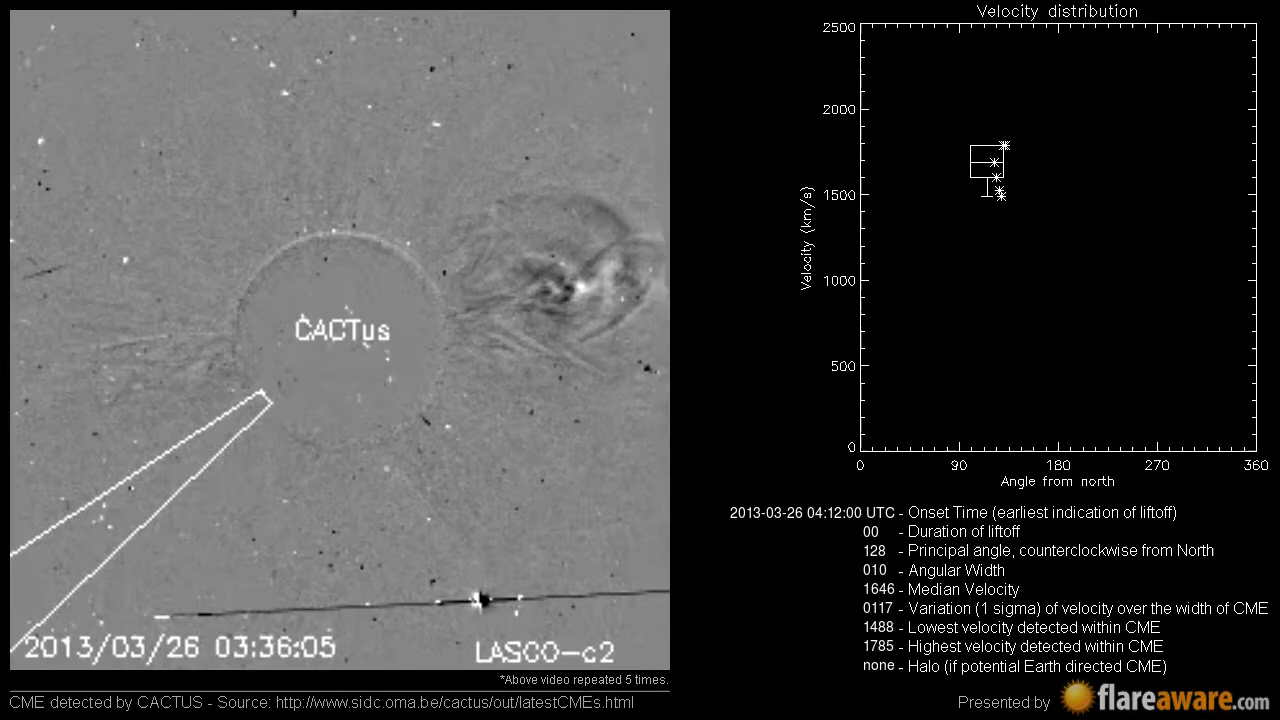 CACTus
2013/03/26 03:36:05
LASCO-c2
*Above video repeated 5 times.
CME detected by CACTUS - Source: http://www.sidc.oma.be/cactus/out/latestCMEs.html
Velocity distribution
2500
2000
1500
1000
500
0
Velocity (km/s)
0 90 180 270 360
Angle from north
2013-03-26 04:12:00 UTC - Onset Time (earliest indication of liftoff)
00 - Duration of liftoff
128 - Principal angle, counterclockwise from North
010 - Angular Width
1646 - Median Velocity
0117 - Variation (1 sigma) of velocity over the width of CME
1488 - Lowest velocity detected within CME
1785 - Highest velocity detected within CME
none - Halo (if potential Earth directed CME)
Presented by flareaware.com